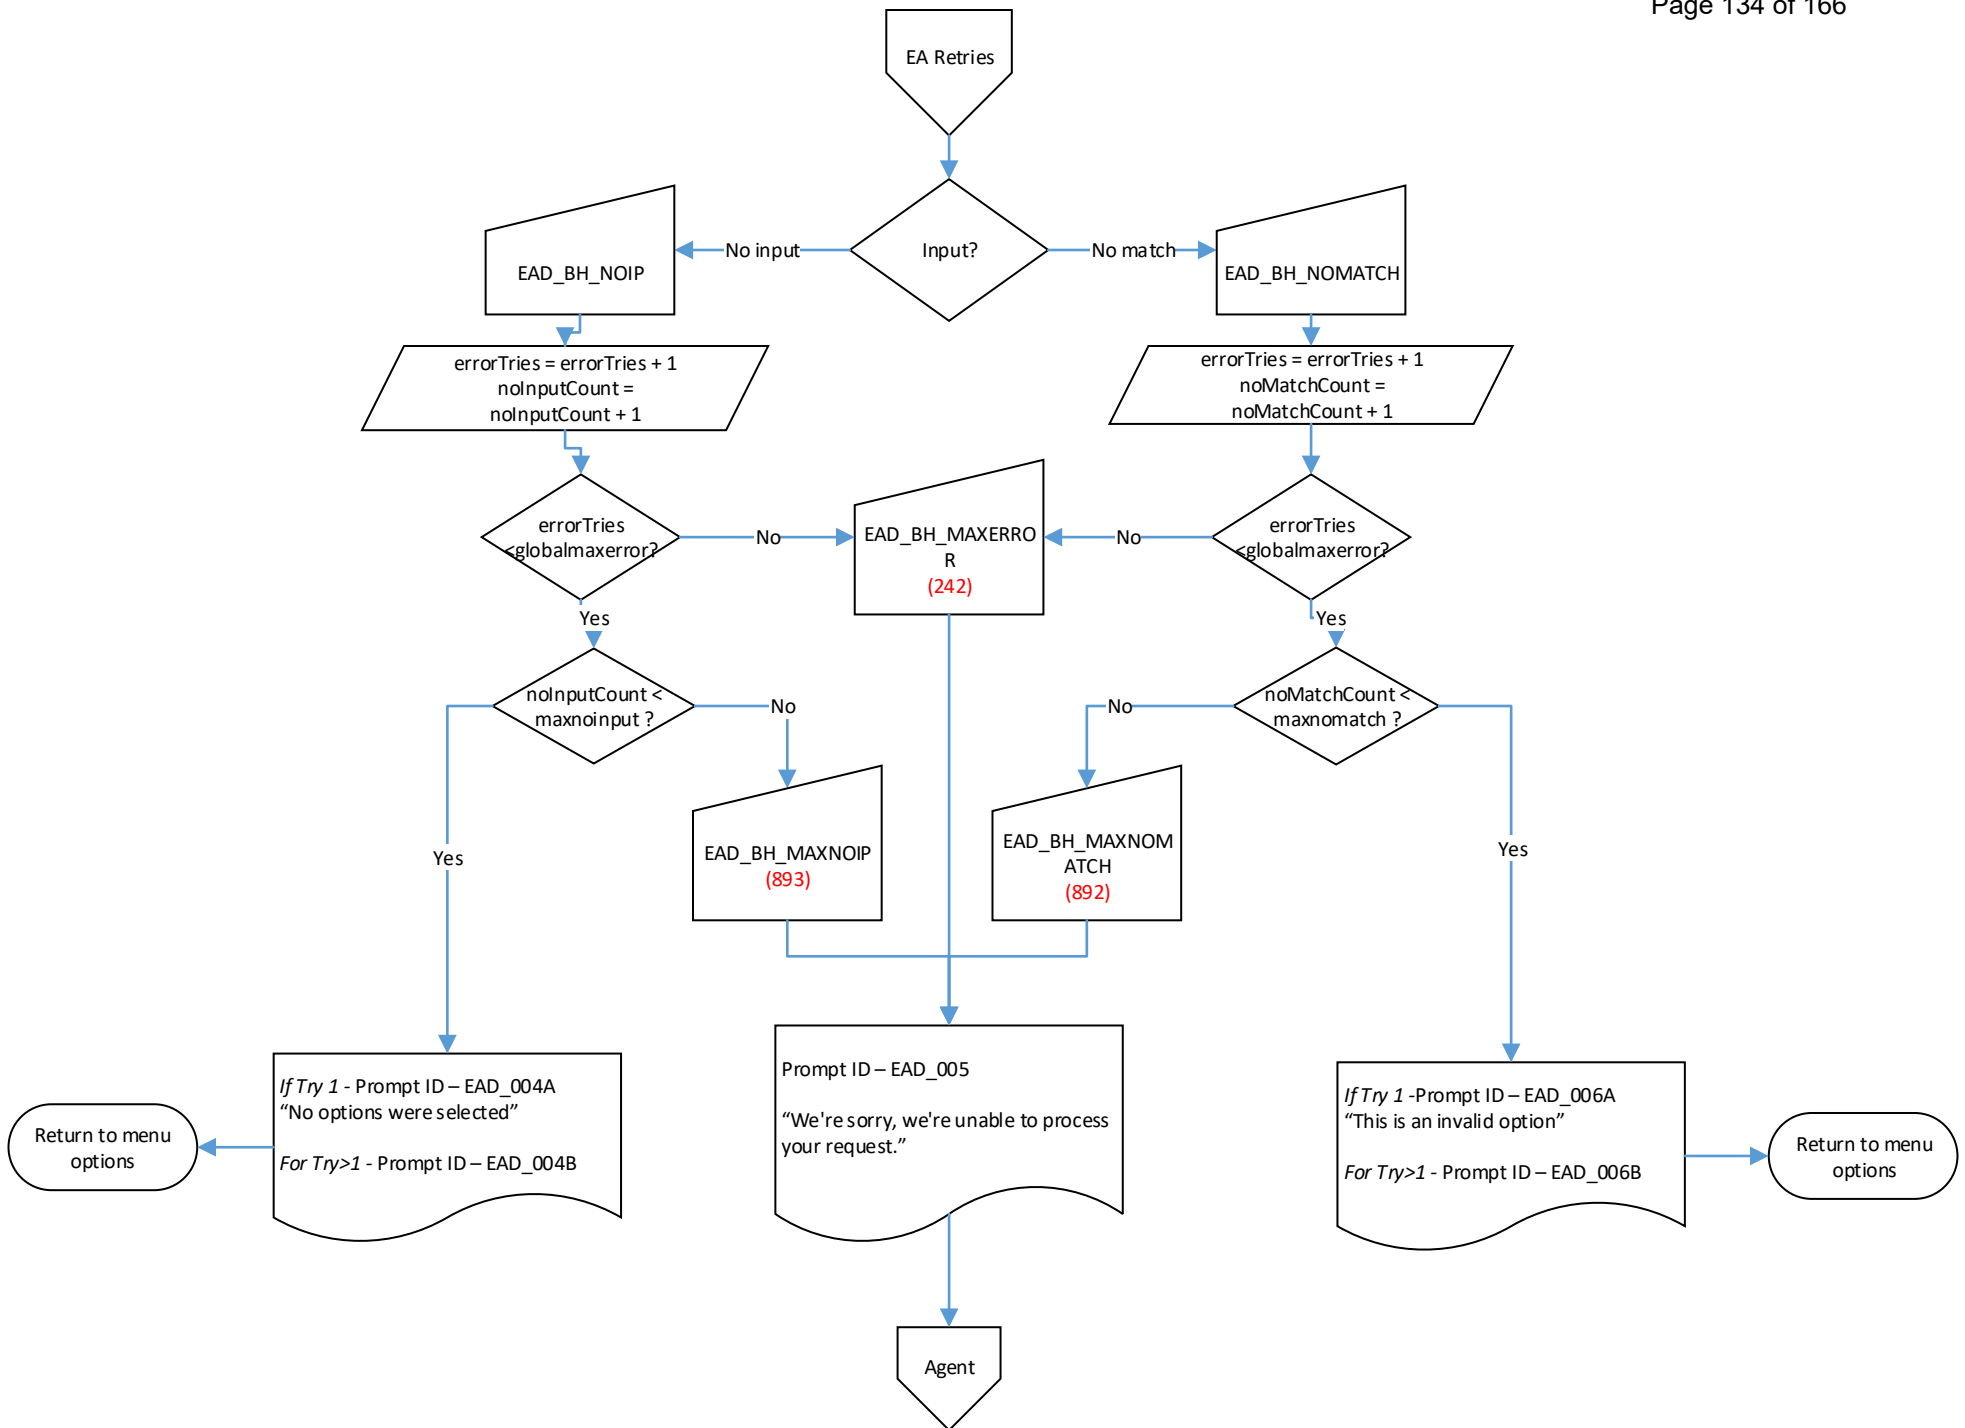 Page 134 of 166
EA Retries
No input
Input?
No match
EAD_BH_NOIP
EAD_BH_NOMATCH
errorTries = errorTries + 1
noInputCount =
noInputCount + 1
errorTries = errorTries + 1
noMatchCount =
noMatchCount + 1
errorTries
<globalmaxerror?
No
EAD_BH_MAXERRO
R
(242)
No
errorTries
<globalmaxerror?
Yes
Yes
noInputCount <
maxnoinput ?
No
No
noMatchCount <
maxnomatch ?
Yes
EAD_BH_MAXNOIP
(893)
EAD_BH_MAXNOM
ATCH
(892)
Yes
Return to menu
options
If Try 1 - Prompt ID – EAD_004A
“No options were selected”
For Try>1 - Prompt ID – EAD_004B
Prompt ID – EAD_005
“We're sorry, we're unable to process
your request.”
If Try 1 -Prompt ID – EAD_006A
“This is an invalid option”
For Try>1 - Prompt ID – EAD_006B
Return to menu
options
Agent